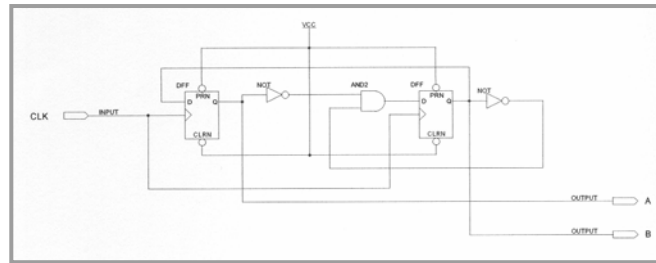 VCC
DFF
NOT
AND2
DFF
PRN
PRN
D
Q
D
Q
NOT
CLK
INPUT
CLRN
CLRN
OUTPUT
A
OUTPUT
B